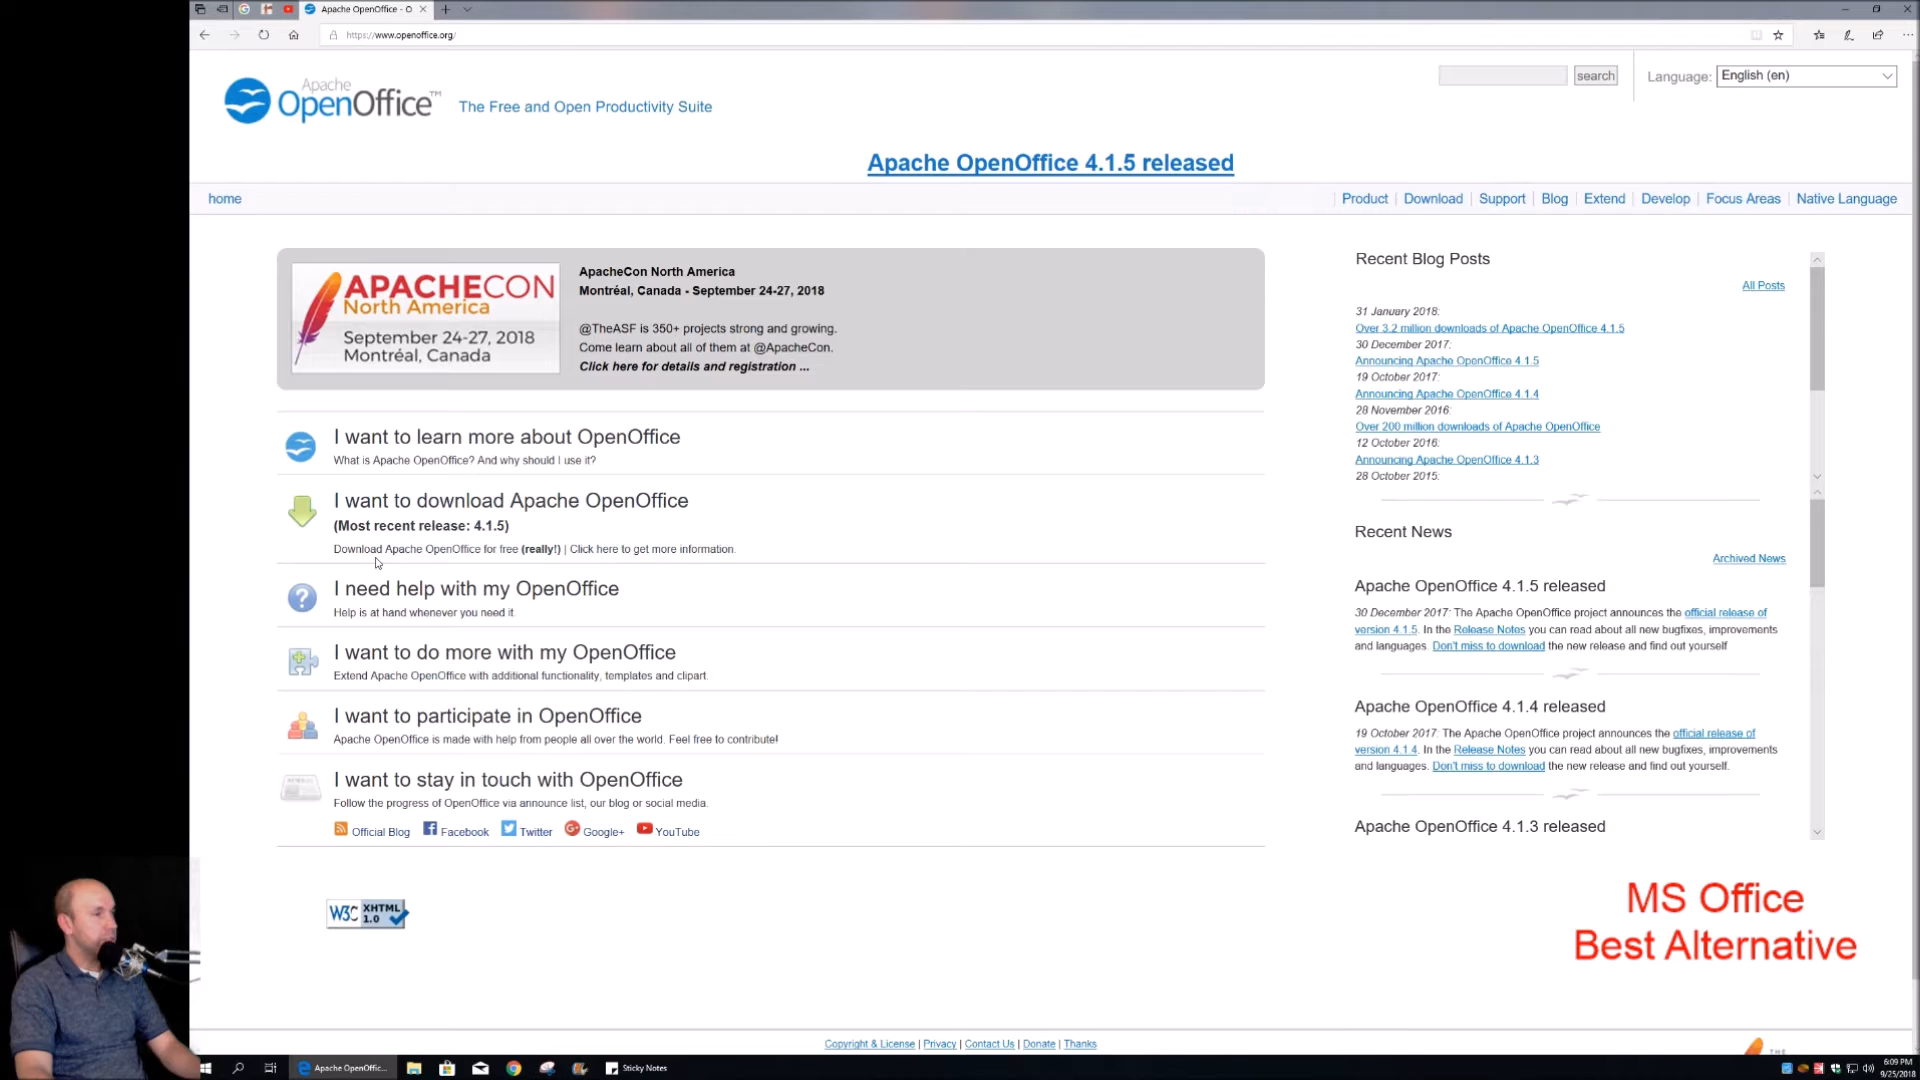 Apache OpenOffice - O
https://www.openoffice.org/
Apache
OpenOffice™
The Free and Open Productivity Suite
search
Language:
English (en)
Apache OpenOffice 4.1.5 released
home
Product
Download
Support
Blog
Extend
Develop
Focus Areas
Native Language
APACHECON
North America
September 24-27, 2018
Montréal, Canada
ApacheCon North America
Montréal, Canada - September 24-27, 2018
@TheASF is 350+ projects strong and growing.
Come learn about all of them at @ApacheCon.
Click here for details and registration ...
I want to learn more about OpenOffice
What is Apache OpenOffice? And why should I use it?
I want to download Apache OpenOffice
(Most recent release: 4.1.5)
Download Apache OpenOffice for free (really!) | Click here to get more information.
I need help with my OpenOffice
Help is at hand whenever you need it.
I want to do more with my OpenOffice
Extend Apache OpenOffice with additional functionality, templates and clipart.
I want to participate in OpenOffice
Apache OpenOffice is made with help from people all over the world. Feel free to contribute!
I want to stay in touch with OpenOffice
Follow the progress of OpenOffice via announce list, our blog or social media.
Official Blog
Facebook
Twitter
Google+
YouTube
W3C XHTML 1.0
Recent Blog Posts
All Posts
31 January 2018:
Over 3.2 million downloads of Apache OpenOffice 4.1.5
30 December 2017:
Announcing Apache OpenOffice 4.1.5
19 October 2017:
Announcing Apache OpenOffice 4.1.4
28 November 2016:
Over 200 million downloads of Apache OpenOffice
12 October 2016:
Announcing Apache OpenOffice 4.1.3
28 October 2015:
Recent News
Archived News
Apache OpenOffice 4.1.5 released
30 December 2017: The Apache OpenOffice project announces the official release of
version 4.1.5. In the Release Notes you can read about all new bugfixes, improvements
and languages. Don't miss to download the new release and find out yourself
Apache OpenOffice 4.1.4 released
19 October 2017: The Apache OpenOffice project announces the official release of
version 4.1.4. In the Release Notes you can read about all new bugfixes, improvements
and languages. Don't miss to download the new release and find out yourself.
Apache OpenOffice 4.1.3 released
MS Office
Best Alternative
Copyright & License | Privacy | Contact Us | Donate | Thanks
THE
Apache OpenOffic...
Sticky Notes
6:09 PM
9/25/2018